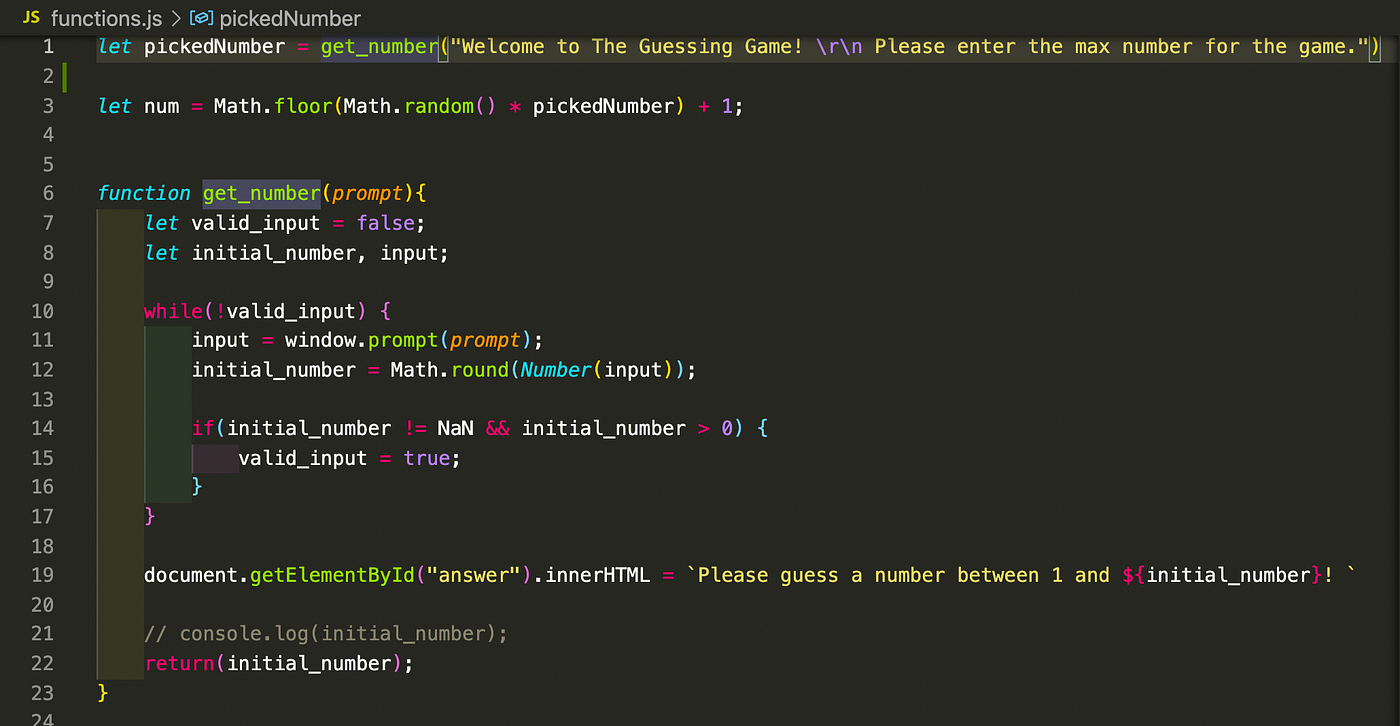 JS functions.js > pickedNumber
1 let pickedNumber = get_number("Welcome to The Guessing Game! \r\n Please enter the max number for the game.")
2
3 let num = Math.floor(Math.random() * pickedNumber) + 1;
4
5
6 function get_number(prompt){
7 let valid_input = false;
8 let initial_number, input;
9
10 while(!valid_input) {
11 input = window.prompt(prompt);
12 initial_number = Math.round(Number(input));
13
14 if(initial_number != NaN && initial_number > 0) {
15 valid_input = true;
16 }
17 }
18
19 document.getElementById("answer").innerHTML = `Please guess a number between 1 and ${initial_number}! `
20
21 // console.log(initial_number);
22 return(initial_number);
23 }
24